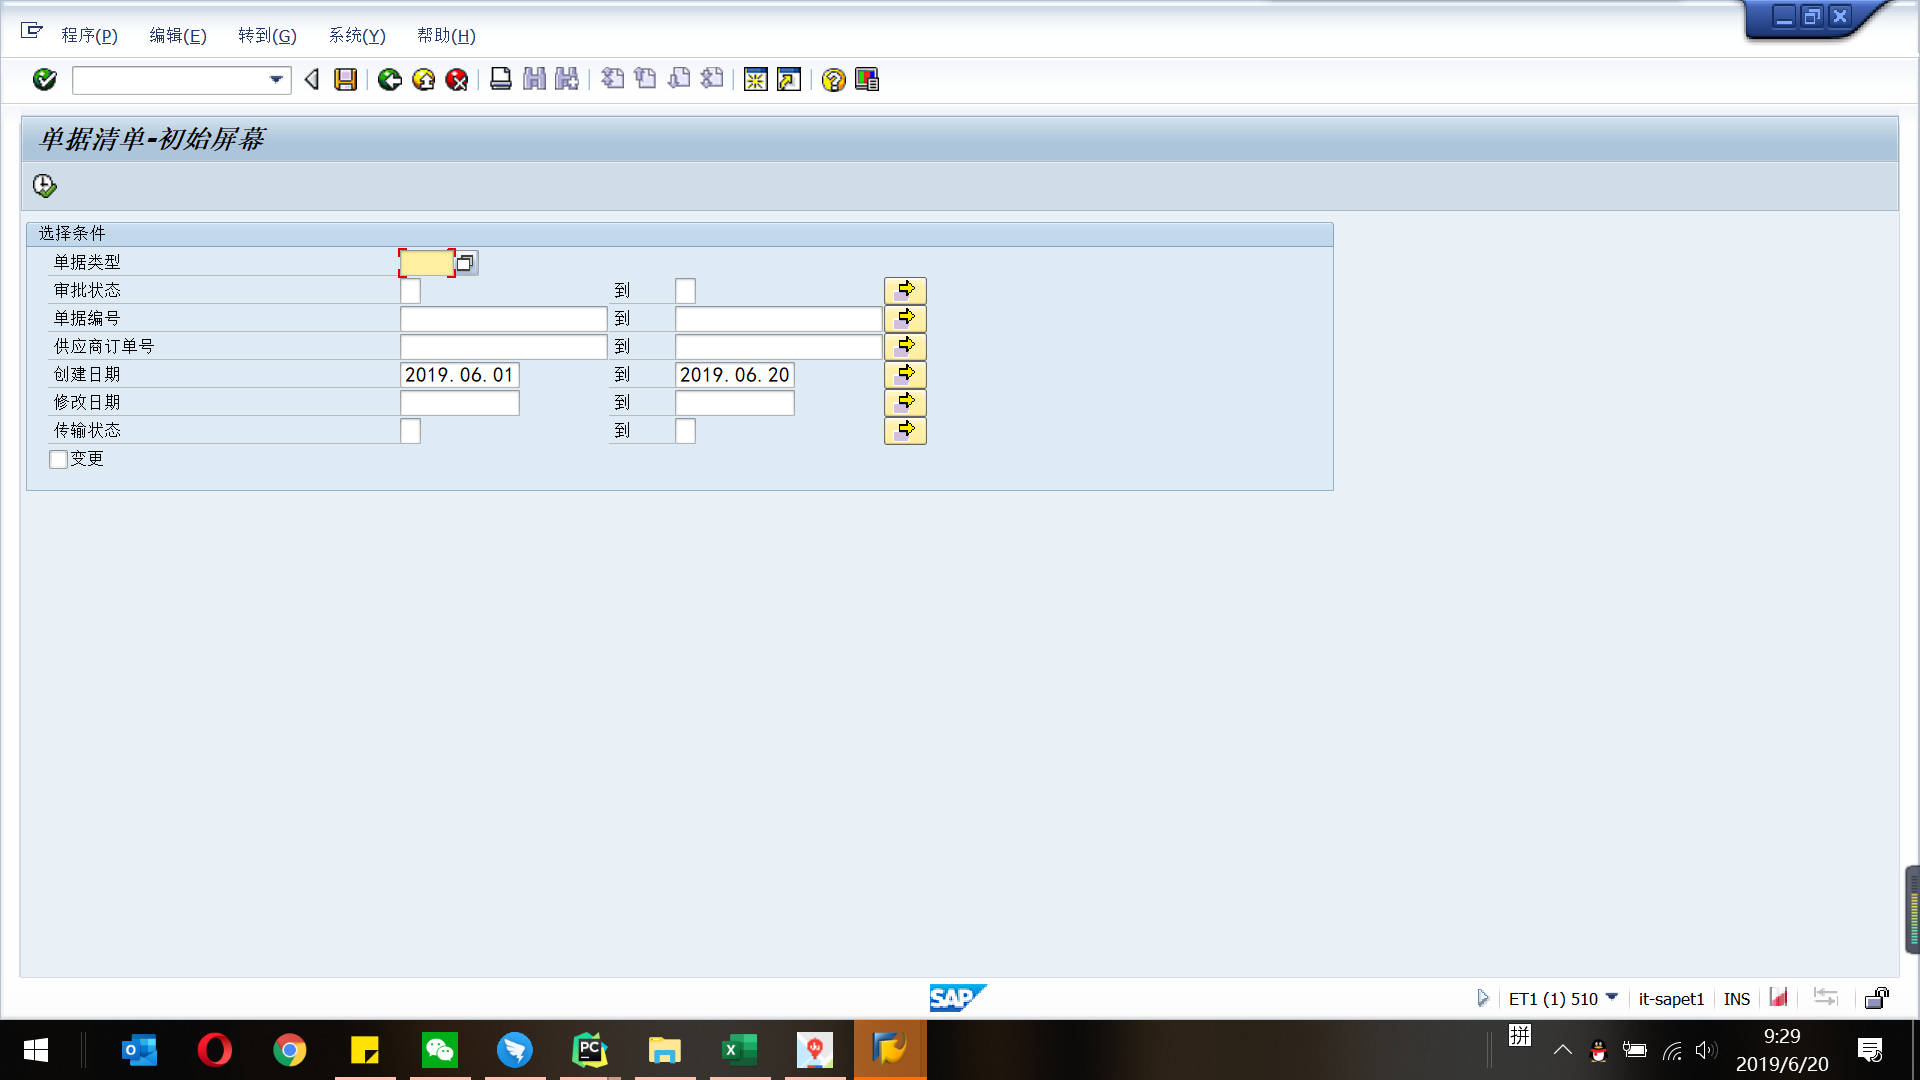 程序(P) 编辑(E) 转到(G) 系统(Y) 帮助(H)
单据清单-初始屏幕
选择条件
单据类型
审批状态 到
单据编号 到
供应商订单号 到
创建日期 2019.06.01 到 2019.06.20
修改日期 到
传输状态 到
变更
SAP
ET1 (1) 510 it-sapet1 INS
拼
9:29
2019/6/20